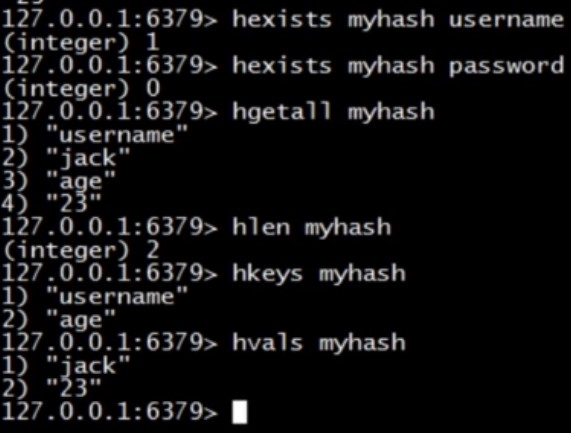 127.0.0.1:6379> hexists myhash username
(integer) 1
127.0.0.1:6379> hexists myhash password
(integer) 0
127.0.0.1:6379> hgetall myhash
1) "username"
2) "jack"
3) "age"
4) "23"
127.0.0.1:6379> hlen myhash
(integer) 2
127.0.0.1:6379> hkeys myhash
1) "username"
2) "age"
127.0.0.1:6379> hvals myhash
1) "jack"
2) "23"
127.0.0.1:6379>